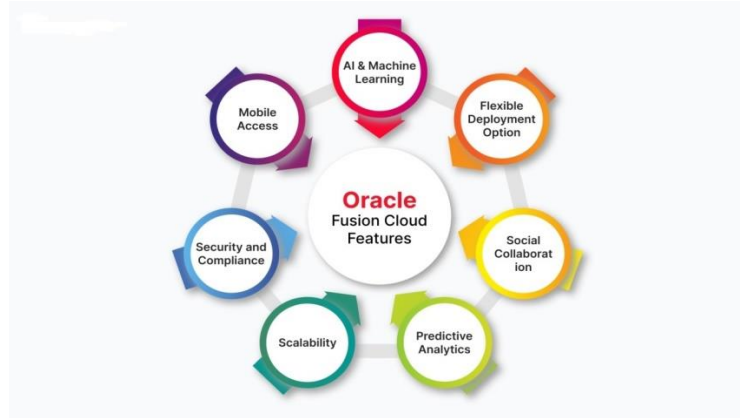 AI & Machine
Learning
Flexible
Deployment
Option
Social
Collaborat
ion
Predictive
Analytics
Scalability
Security and
Compliance
Mobile
Access
Oracle
Fusion Cloud
Features